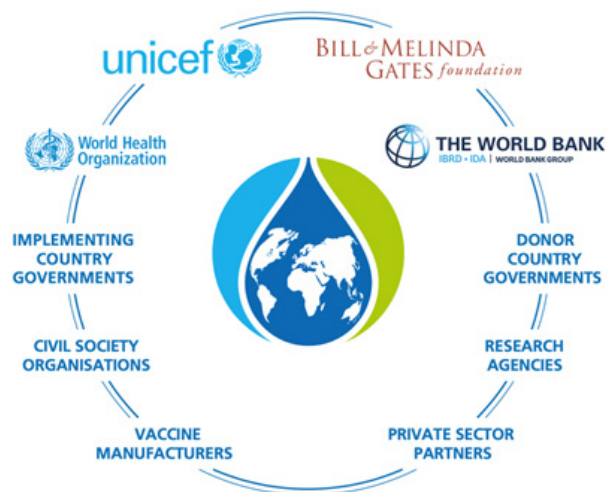 unicef
BILL & MELINDA
GATES foundation
World Health
Organization
THE WORLD BANK
IBRD • IDA | WORLD BANK GROUP
IMPLEMENTING
COUNTRY
GOVERNMENTS
DONOR
COUNTRY
GOVERNMENTS
CIVIL SOCIETY
ORGANISATIONS
RESEARCH
AGENCIES
VACCINE
MANUFACTURERS
PRIVATE SECTOR
PARTNERS